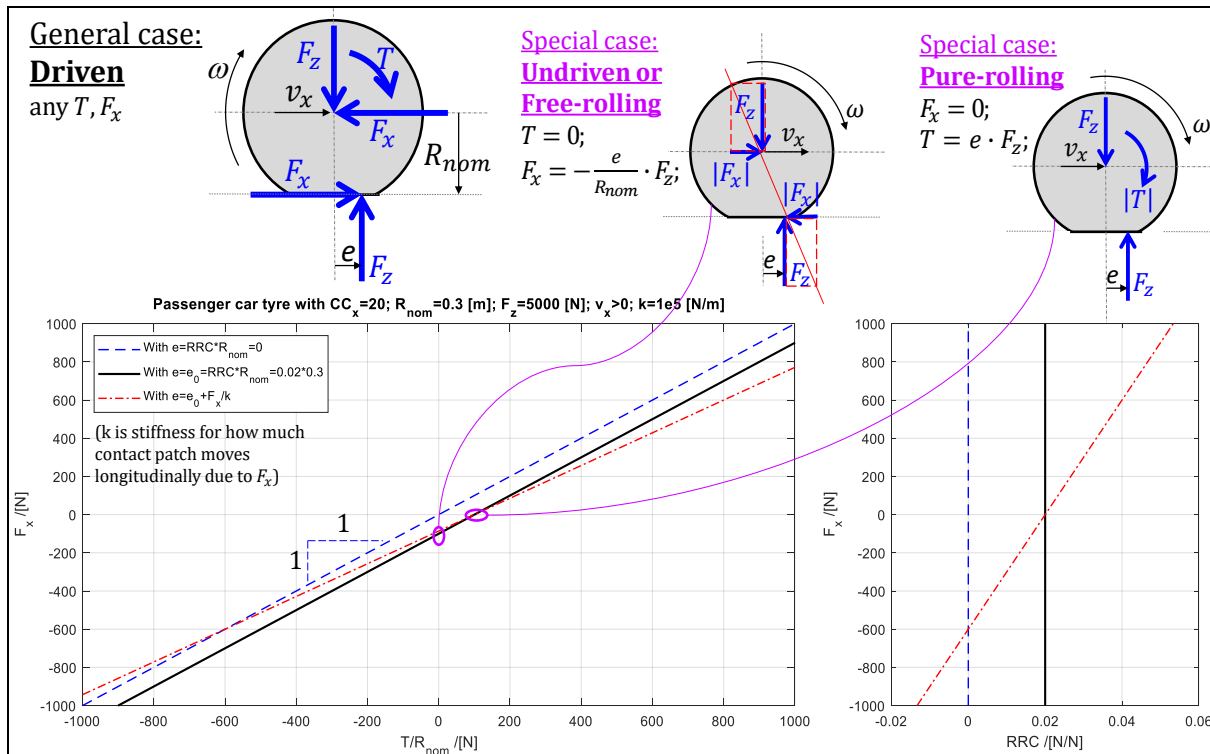 General case:
Driven
any T, F_x
ω
F_z
T
v_x
F_x
R_nom
F_x
e
F_z
Special case:
Undriven or
Free-rolling
T = 0;
F_x = − e/R_nom · F_z;
ω
F_z
v_x
|F_x|
|F_x|
e
F_z
Special case:
Pure-rolling
F_x = 0;
T = e · F_z;
ω
F_z
v_x
|T|
e
F_z
Passenger car tyre with CC_x=20; R_nom=0.3 [m]; F_z=5000 [N]; v_x>0; k=1e5 [N/m]
With e=RRC*R_nom=0
With e=e_0=RRC*R_nom=0.02*0.3
With e=e_0+F_x/k
(k is stiffness for how much
contact patch moves
longitudinally due to F_x)
1
1
F_x /[N]
1000
800
600
400
200
0
-200
-400
-600
-800
-1000
-1000 -800 -600 -400 -200 0 200 400 600 800 1000
T/R_nom /[N]
F_x /[N]
1000
800
600
400
200
0
-200
-400
-600
-800
-1000
-0.02 0 0.02 0.04 0.06
RRC /[N/N]